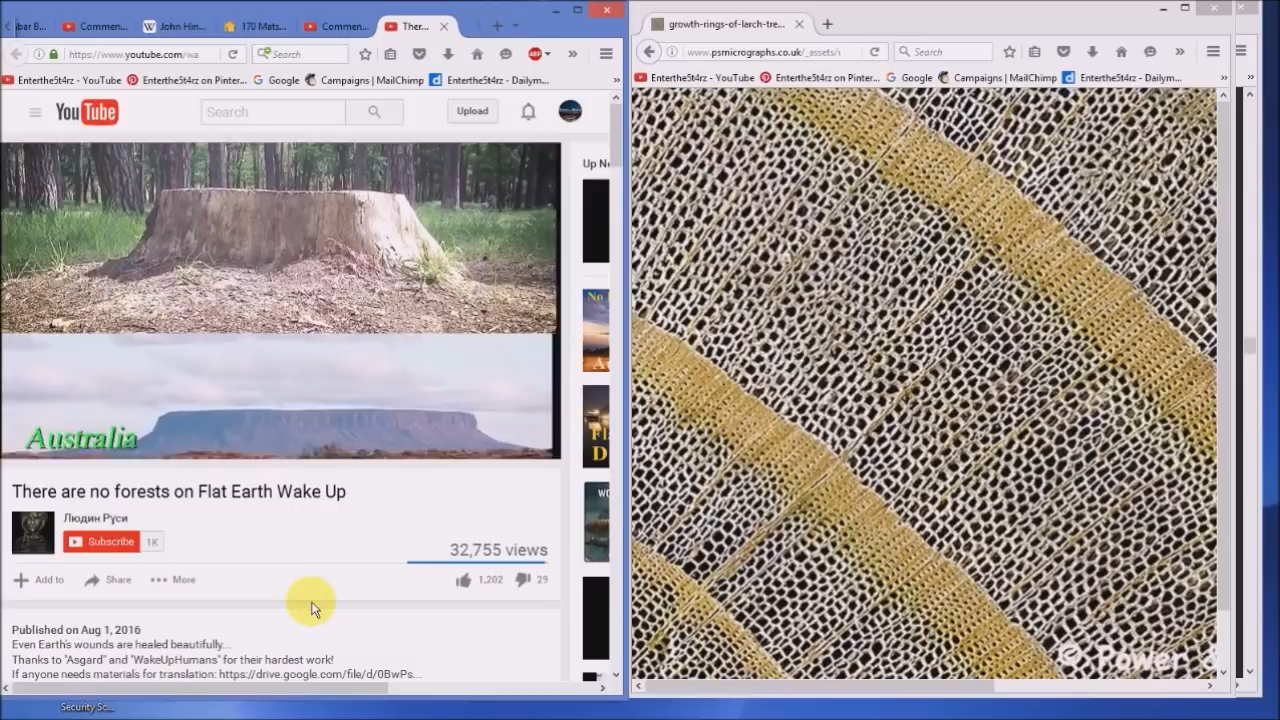 ibar B...
Commen...
John Hin...
170 Mats...
Commen...
Ther...
https://www.youtube.com/wa
Search
Enterthe5t4rz - YouTube
Enterthe5t4rz on Pinter...
Google
Campaigns | MailChimp
Enterthe5t4rz - Dailym...
YouTube
Search
Upload
Up Ne
Australia
There are no forests on Flat Earth Wake Up
Людин Руси
Subscribe 1K
32,755 views
Add to Share More 1,202 29
Published on Aug 1, 2016
Even Earth's wounds are healed beautifully...
Thanks to "Asgard" and "WakeUpHumans" for their hardest work!
If anyone needs materials for translation: https://drive.google.com/file/d/0BwPs...
Security Sc...
growth-rings-of-larch-tre...
www.psmicrographs.co.uk/_assets/i
Search
Enterthe5t4rz - YouTube
Enterthe5t4rz on Pinter...
Google
Campaigns | MailChimp
Enterthe5t4rz - Dailym...
© Power